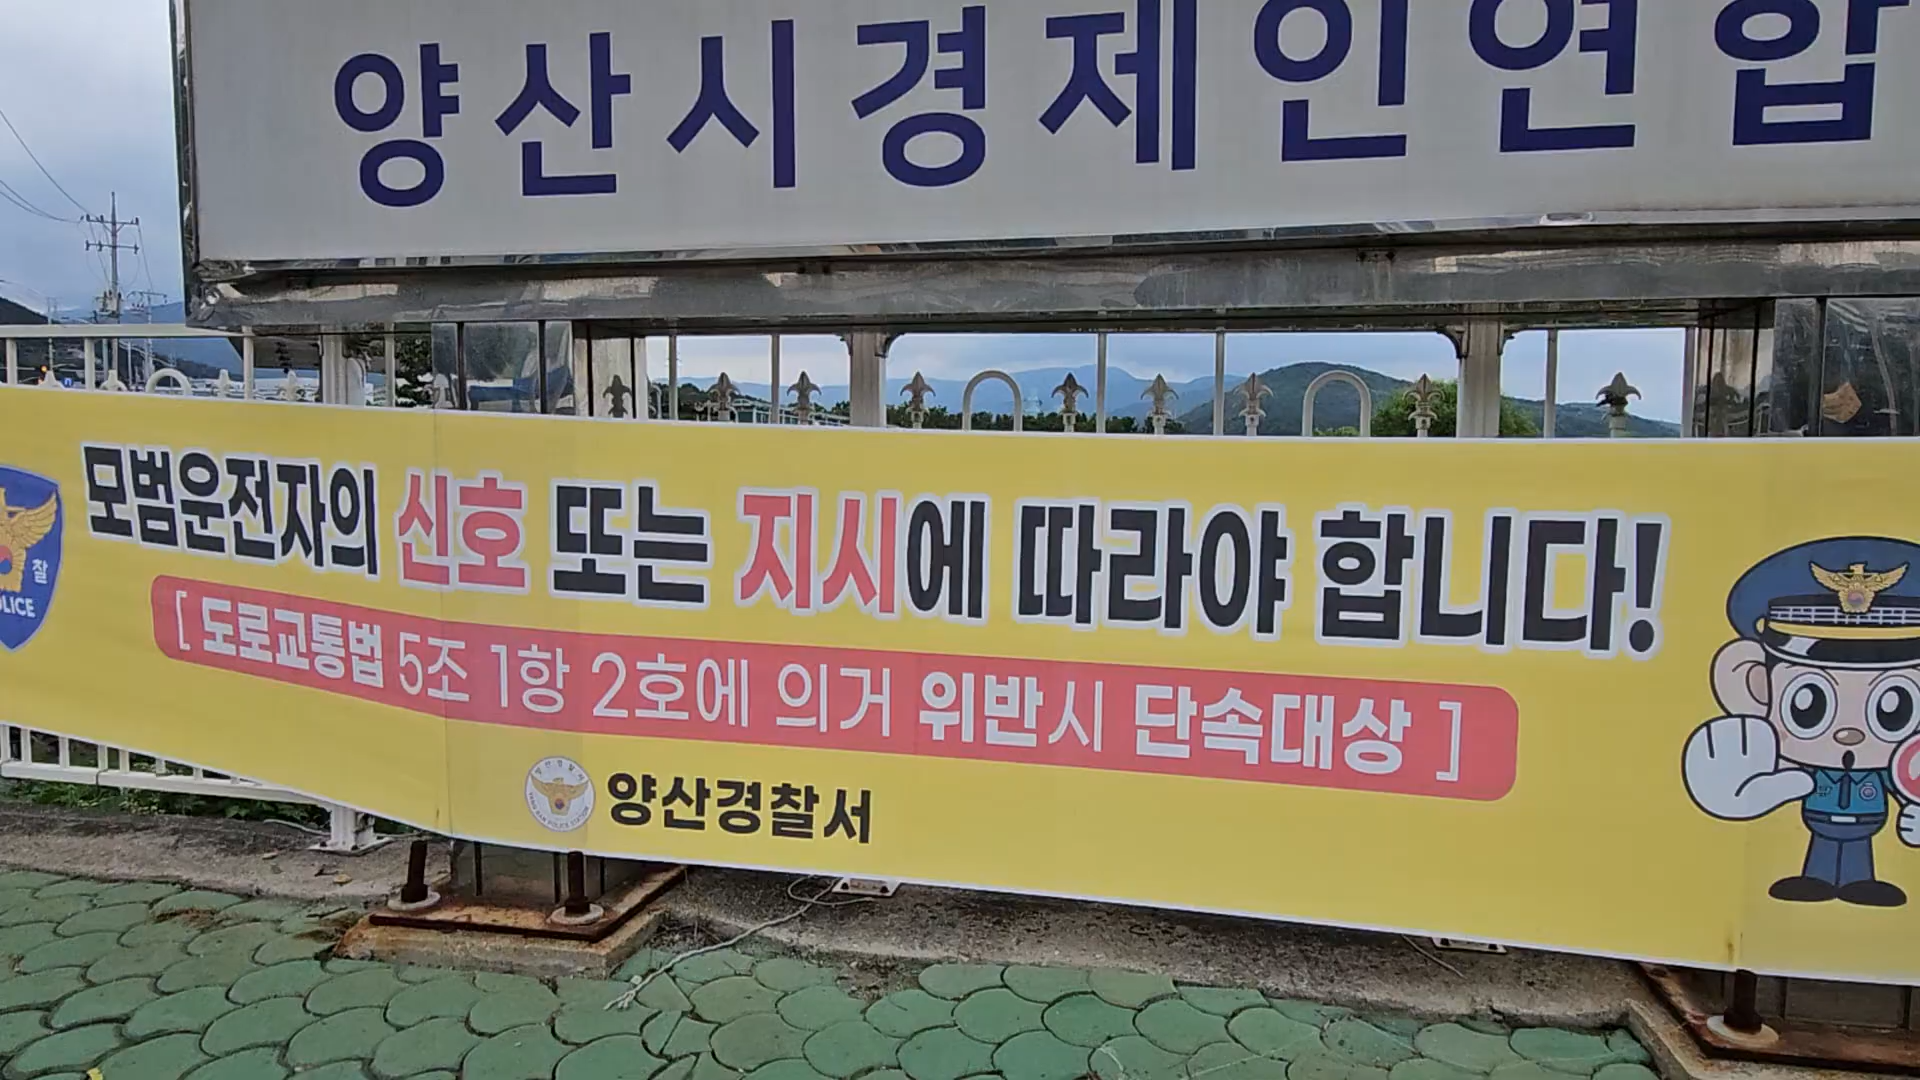 양산시경제인연합
모범운전자의 신호 또는 지시에 따라야 합니다!
찰
POLICE
[ 도로교통법 5조 1항 2호에 의거 위반시 단속대상 ]
양산경찰서